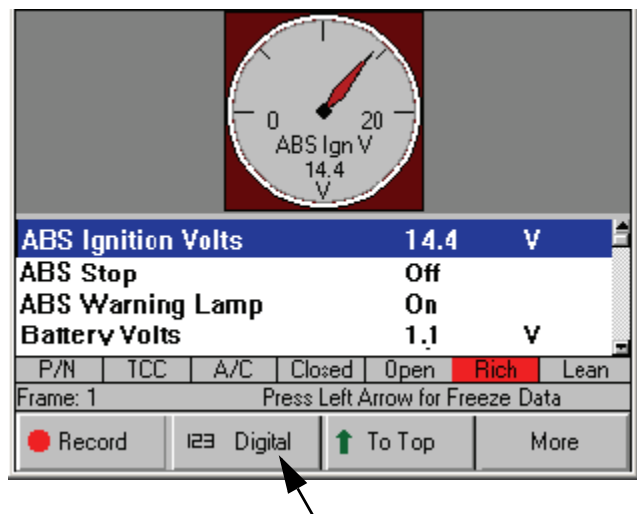 0 20
ABS Ign V
14.4
V
ABS Ignition Volts 14.4 V
ABS Stop Off
ABS Warning Lamp On
Battery Volts 1.1 V
P/N TCC A/C Closed Open Rich Lean
Frame: 1 Press Left Arrow for Freeze Data
Record 123 Digital To Top More